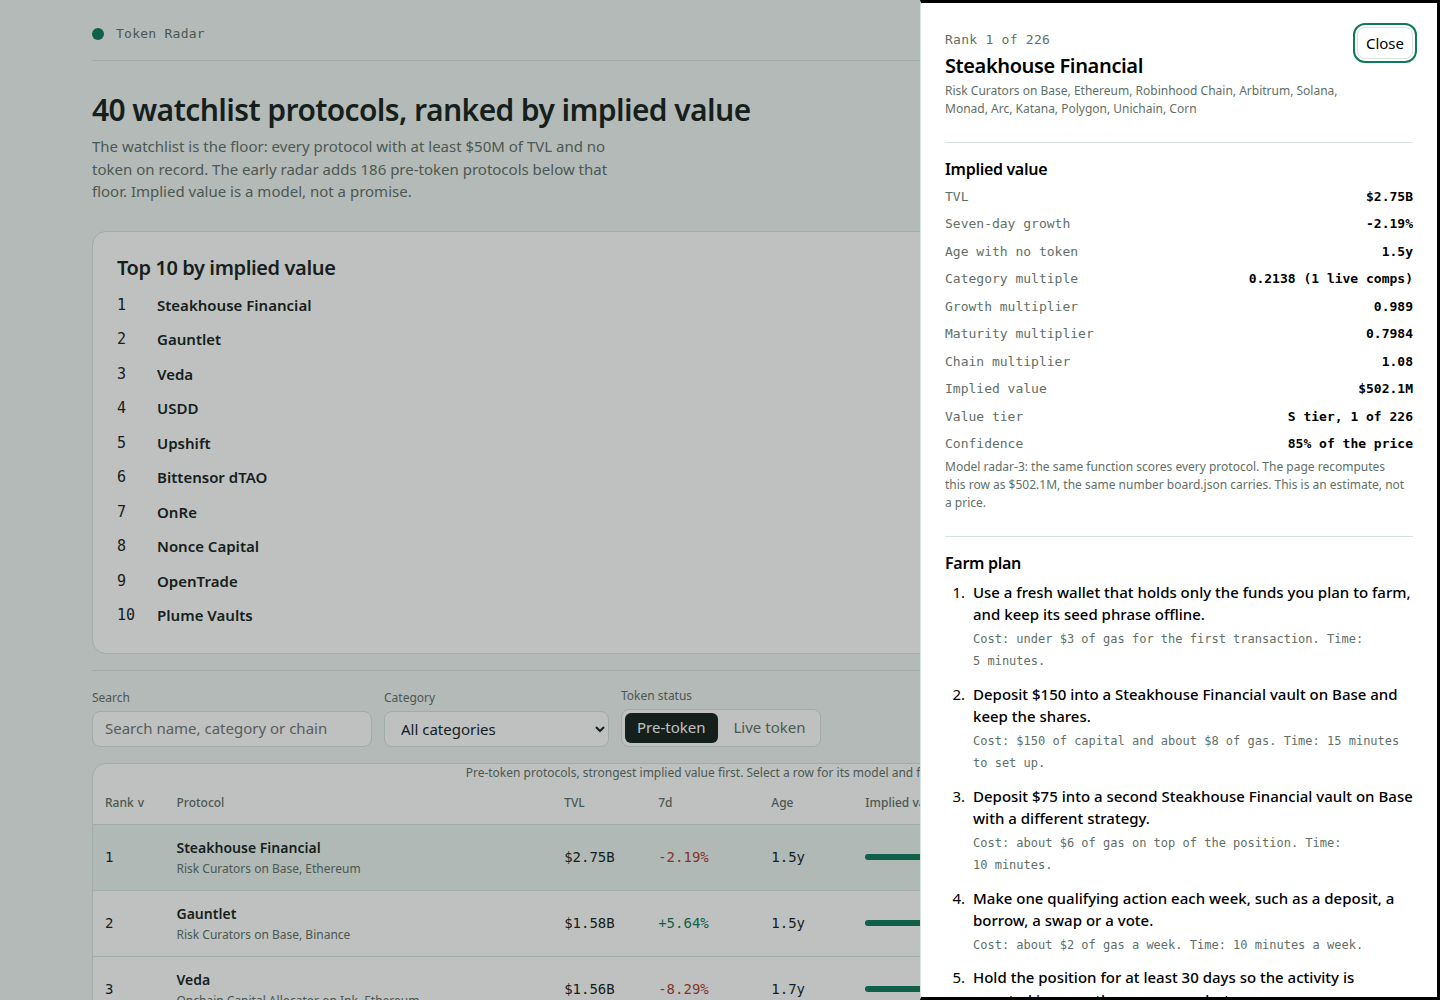 Token Radar
40 watchlist protocols, ranked by implied value
The watchlist is the floor: every protocol with at least $50M of TVL and no
token on record. The early radar adds 186 pre-token protocols below that
floor. Implied value is a model, not a promise.
Top 10 by implied value
1 Steakhouse Financial
2 Gauntlet
3 Veda
4 USDD
5 Upshift
6 Bittensor dTAO
7 OnRe
8 Nonce Capital
9 OpenTrade
10 Plume Vaults
Search
Category
Token status
Search name, category or chain
All categories
Pre-token
Live token
Pre-token protocols, strongest implied value first. Select a row for its model and
Rank v Protocol TVL 7d Age Implied
1 Steakhouse Financial $2.75B -2.19% 1.5y
Risk Curators on Base, Ethereum
2 Gauntlet $1.58B +5.64% 1.5y
Risk Curators on Base, Binance
3 Veda $1.56B -8.29% 1.7y
Onchain Capital Allocator on Ink, Ethereum
Rank 1 of 226
Close
Steakhouse Financial
Risk Curators on Base, Ethereum, Robinhood Chain, Arbitrum, Solana,
Monad, Arc, Katana, Polygon, Unichain, Corn
Implied value
TVL $2.75B
Seven-day growth -2.19%
Age with no token 1.5y
Category multiple 0.2138 (1 live comps)
Growth multiplier 0.989
Maturity multiplier 0.7984
Chain multiplier 1.08
Implied value $502.1M
Value tier S tier, 1 of 226
Confidence 85% of the price
Model radar-3: the same function scores every protocol. The page recomputes
this row as $502.1M, the same number board.json carries. This is an estimate, not
a price.
Farm plan
1. Use a fresh wallet that holds only the funds you plan to farm,
and keep its seed phrase offline.
Cost: under $3 of gas for the first transaction. Time:
5 minutes.
2. Deposit $150 into a Steakhouse Financial vault on Base and
keep the shares.
Cost: $150 of capital and about $8 of gas. Time: 15 minutes
to set up.
3. Deposit $75 into a second Steakhouse Financial vault on Base
with a different strategy.
Cost: about $6 of gas on top of the position. Time:
10 minutes.
4. Make one qualifying action each week, such as a deposit, a
borrow, a swap or a vote.
Cost: about $2 of gas a week. Time: 10 minutes a week.
5. Hold the position for at least 30 days so the activity is